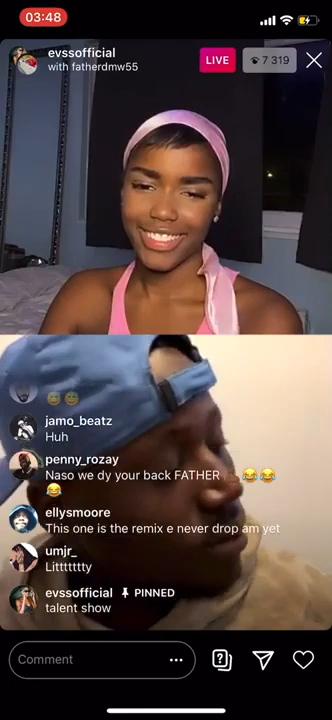 03:48
evssofficial
with fatherdmw55
LIVE
7 319
jamo_beatz
Huh
penny_rozay
Naso we dy your back FATHER
ellysmoore
This one is the remix e never drop am yet
umjr_
Litttttttty
evssofficial PINNED
talent show
Comment